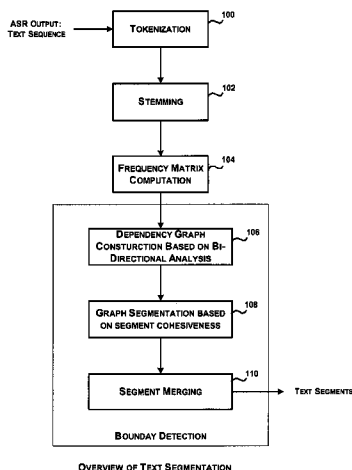 ASR OUTPUT:
TEXT SEQUENCE
TOKENIZATION
100
STEMMING
102
FREQUENCY MATRIX
COMPUTATION
104
DEPENDENCY GRAPH
CONSTURCTION BASED ON BI-
DIRECTIONAL ANALYSIS
106
GRAPH SEGMENTATION BASED
ON SEGMENT COHESIVENESS
108
SEGMENT MERGING
110
TEXT SEGMENTS
BOUNDAY DETECTION
OVERVIEW OF TEXT SEGMENTATION